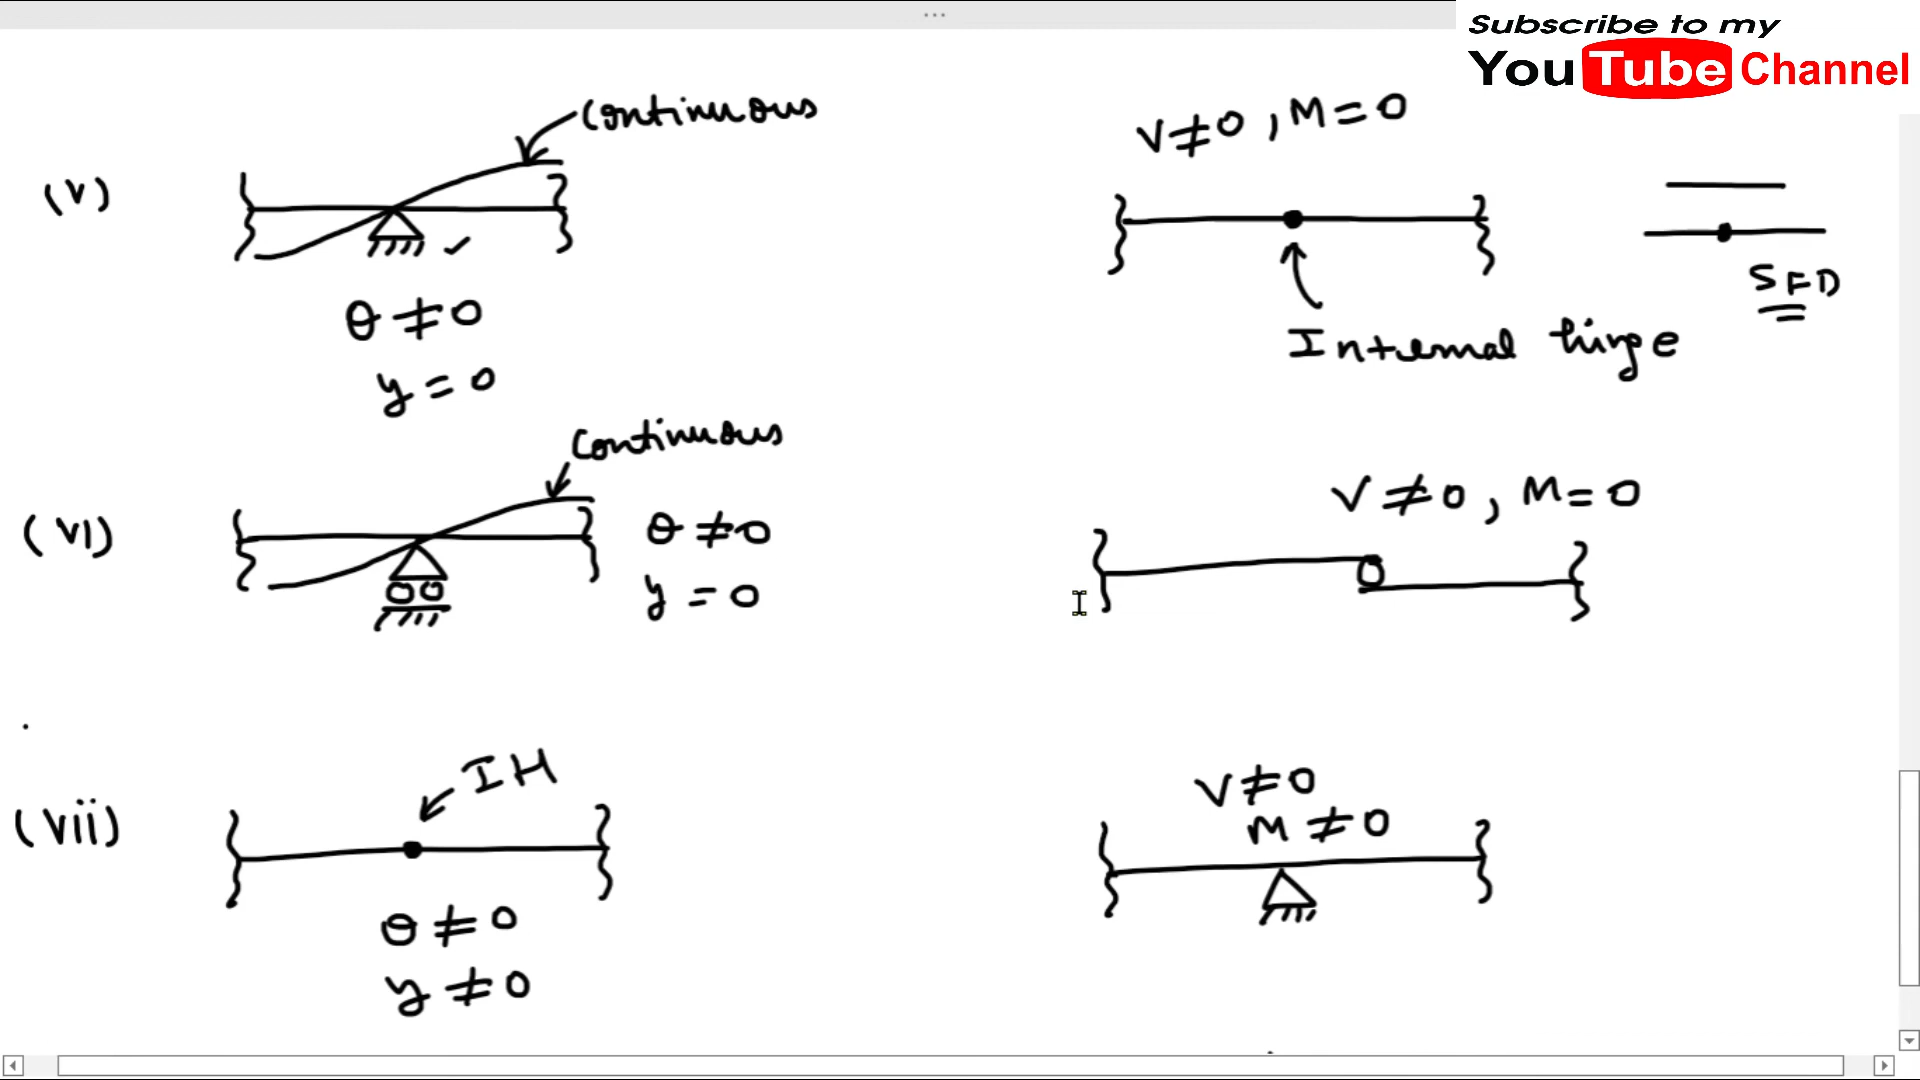 Subscribe to my
YouTube Channel
(V)
Continuous
θ ≠ 0
y = 0
V ≠ 0 , M = 0
Internal hinge
SFD
(VI)
Continuous
θ ≠ 0
y = 0
V ≠ 0 , M = 0
(Vii)
IH
θ ≠ 0
y ≠ 0
V ≠ 0
M ≠ 0